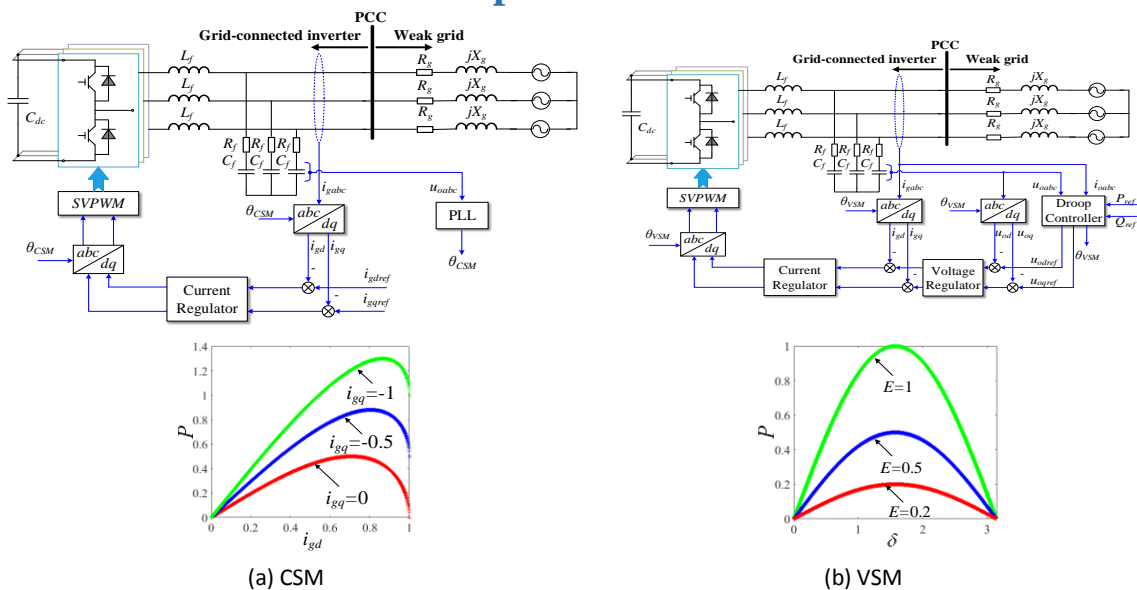 PCC
Grid-connected inverter
Weak grid
L_f
R_g
jX_g
L_f
R_g
jX_g
L_f
R_g
jX_g
C_dc
R_f R_f R_f
C_f C_f C_f
i_gabc
u_oabc
SVPWM
θ_CSM
abc
dq
PLL
θ_CSM
i_gd
i_gq
θ_CSM
abc
dq
-
-
Current
Regulator
i_gdref
i_gqref
PCC
Grid-connected inverter
Weak grid
R_g
jX_g
L_f
R_g
jX_g
L_f
R_g
jX_g
L_f
C_dc
R_f R_f R_f
C_f C_f C_f
i_gabc
u_oabc
i_oabc
SVPWM
θ_VSM
abc
dq
θ_VSM
abc
dq
Droop
Controller
P_ref
Q_ref
θ_VSM
abc
dq
i_gd
i_gq
u_od
u_oq
θ_VSM
-
-
-
-
u_odref
u_oqref
Current
Regulator
Voltage
Regulator
1.4
1.2
1
0.8
0.6
0.4
0.2
0
P
i_gq=-1
i_gq=-0.5
i_gq=0
0 0.2 0.4 0.6 0.8 1
i_gd
(a) CSM
1
0.8
0.6
0.4
0.2
0
P
E=1
E=0.5
E=0.2
0 1 2 3
δ
(b) VSM